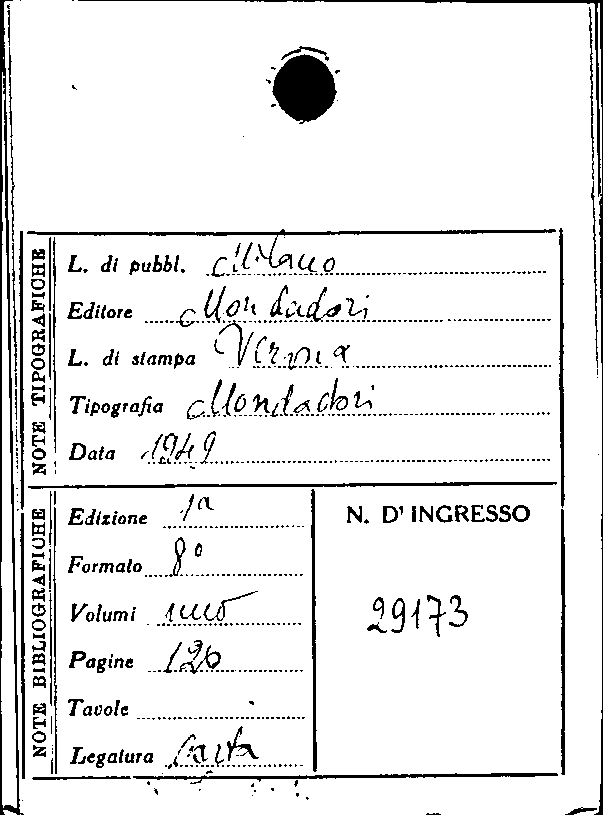 NOTE TIPOGRAFICHE
L. di pubbl. Milano
Editore Mondadori
L. di stampa Verona
Tipografia Mondadori
Data 1949
NOTE BIBLIOGRAFICHE
Edizione 1a
Formato 8°
Volumi uno
Pagine 120
Tavole
Legatura carta
N. D'INGRESSO
29173